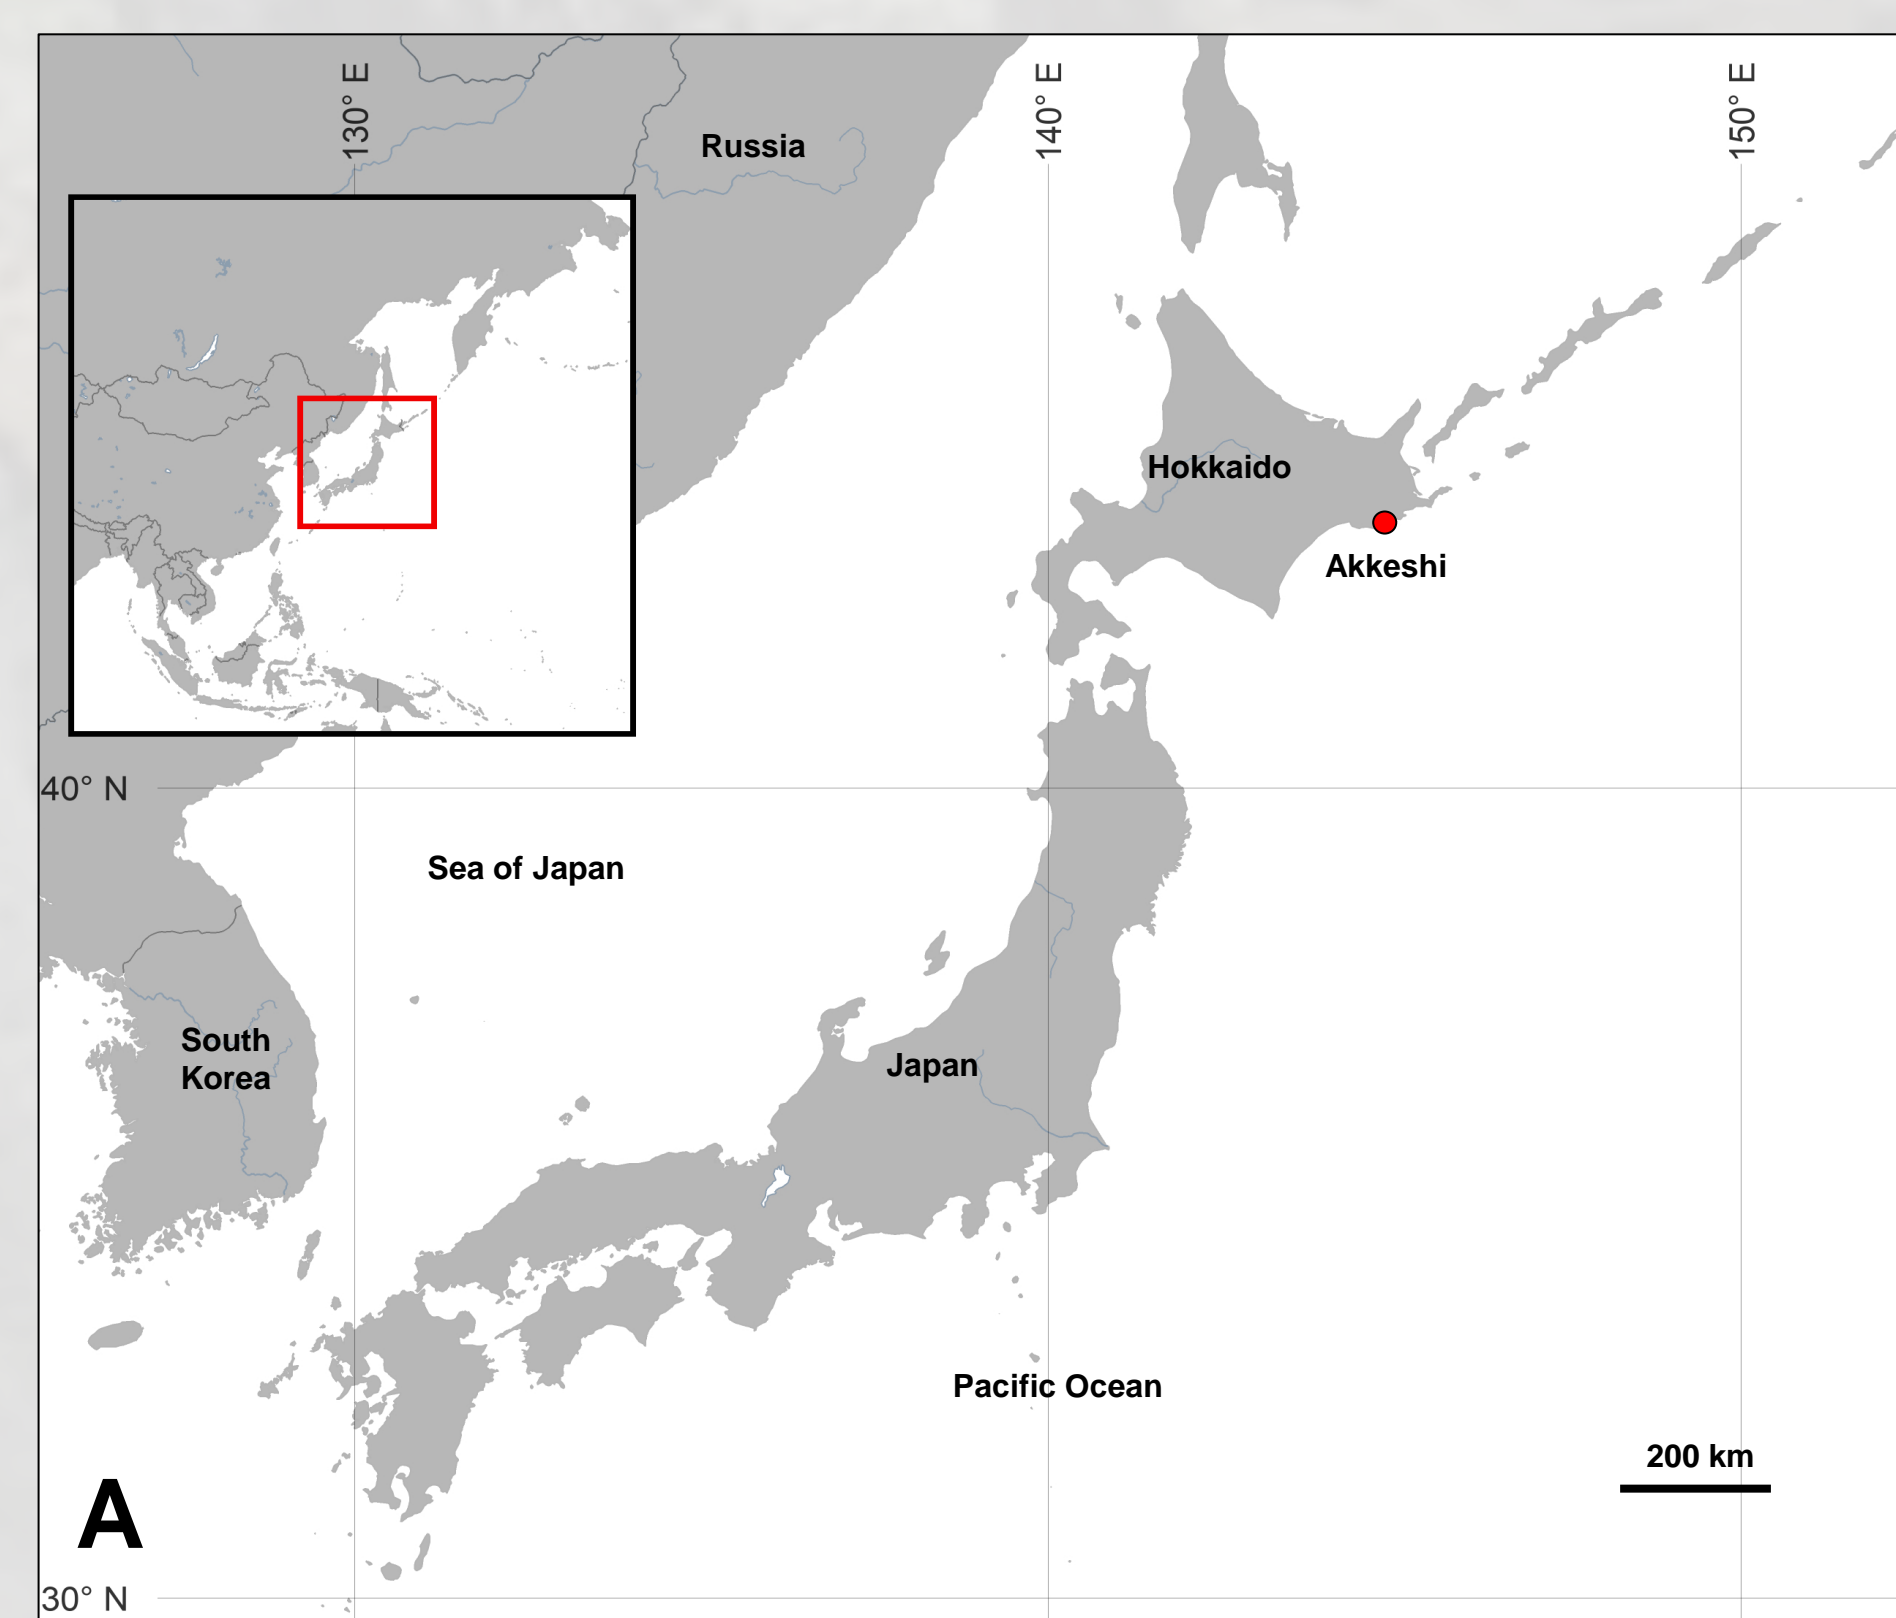 130° E
140° E
150° E
Russia
Hokkaido
Akkeshi
40° N
Sea of Japan
South
Korea
Japan
Pacific Ocean
200 km
A
30° N